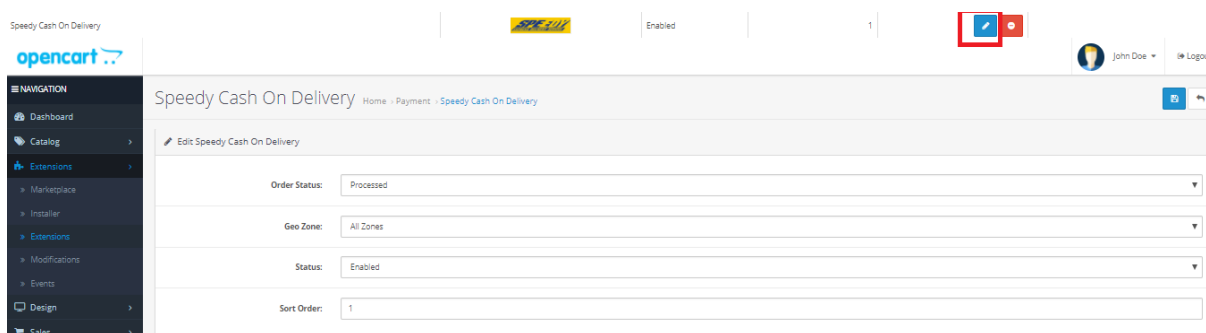 Speedy Cash On Delivery SPEEDY Enabled 1
opencart John Doe
NAVIGATION
Speedy Cash On Delivery Home › Payment › Speedy Cash On Delivery
Dashboard
Catalog
Edit Speedy Cash On Delivery
Extensions
» Marketplace
Order Status: Processed
» Installer
Geo Zone: All Zones
» Extensions
» Modifications
Status: Enabled
» Events
Design
Sort Order: 1
Sales